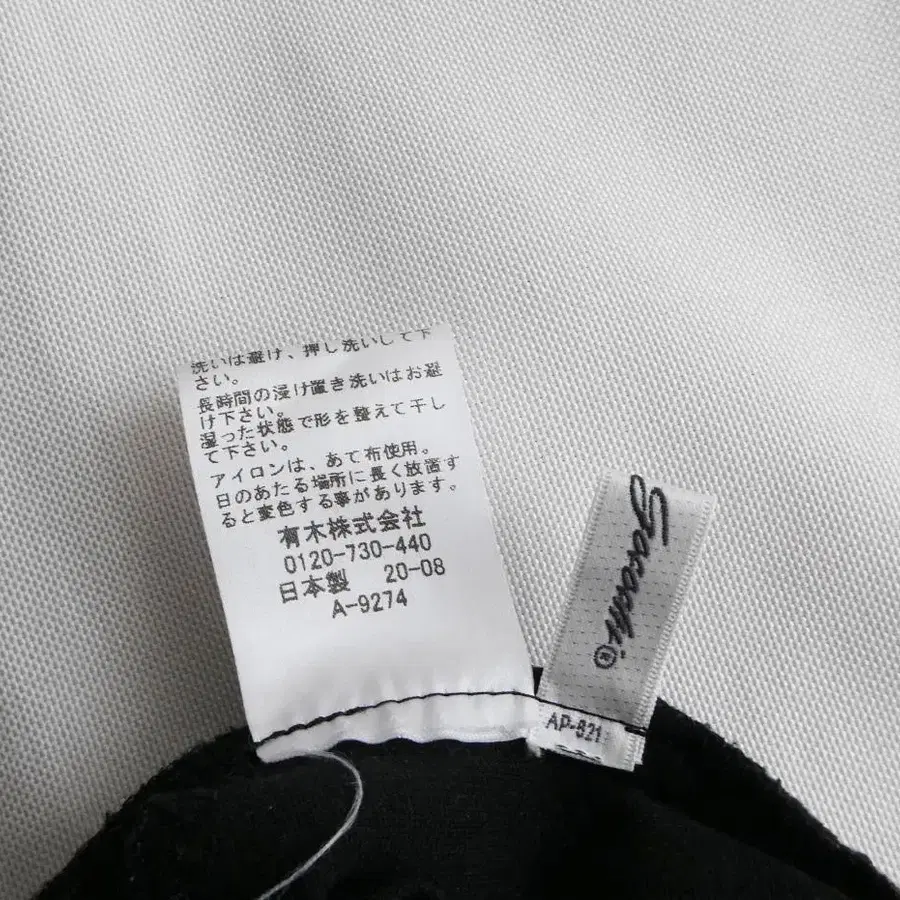 洗いは避け、押し洗いして下
さい。
長時間の浸け置き洗いはお避
け下さい。
湿った状態で形を整えて干し
て下さい。
アイロンは、あて布使用。
日のあたる場所に長く放置す
ると変色する事があります。
有木株式会社
0120-730-440
日本製 20-08
A-9274
AP-821